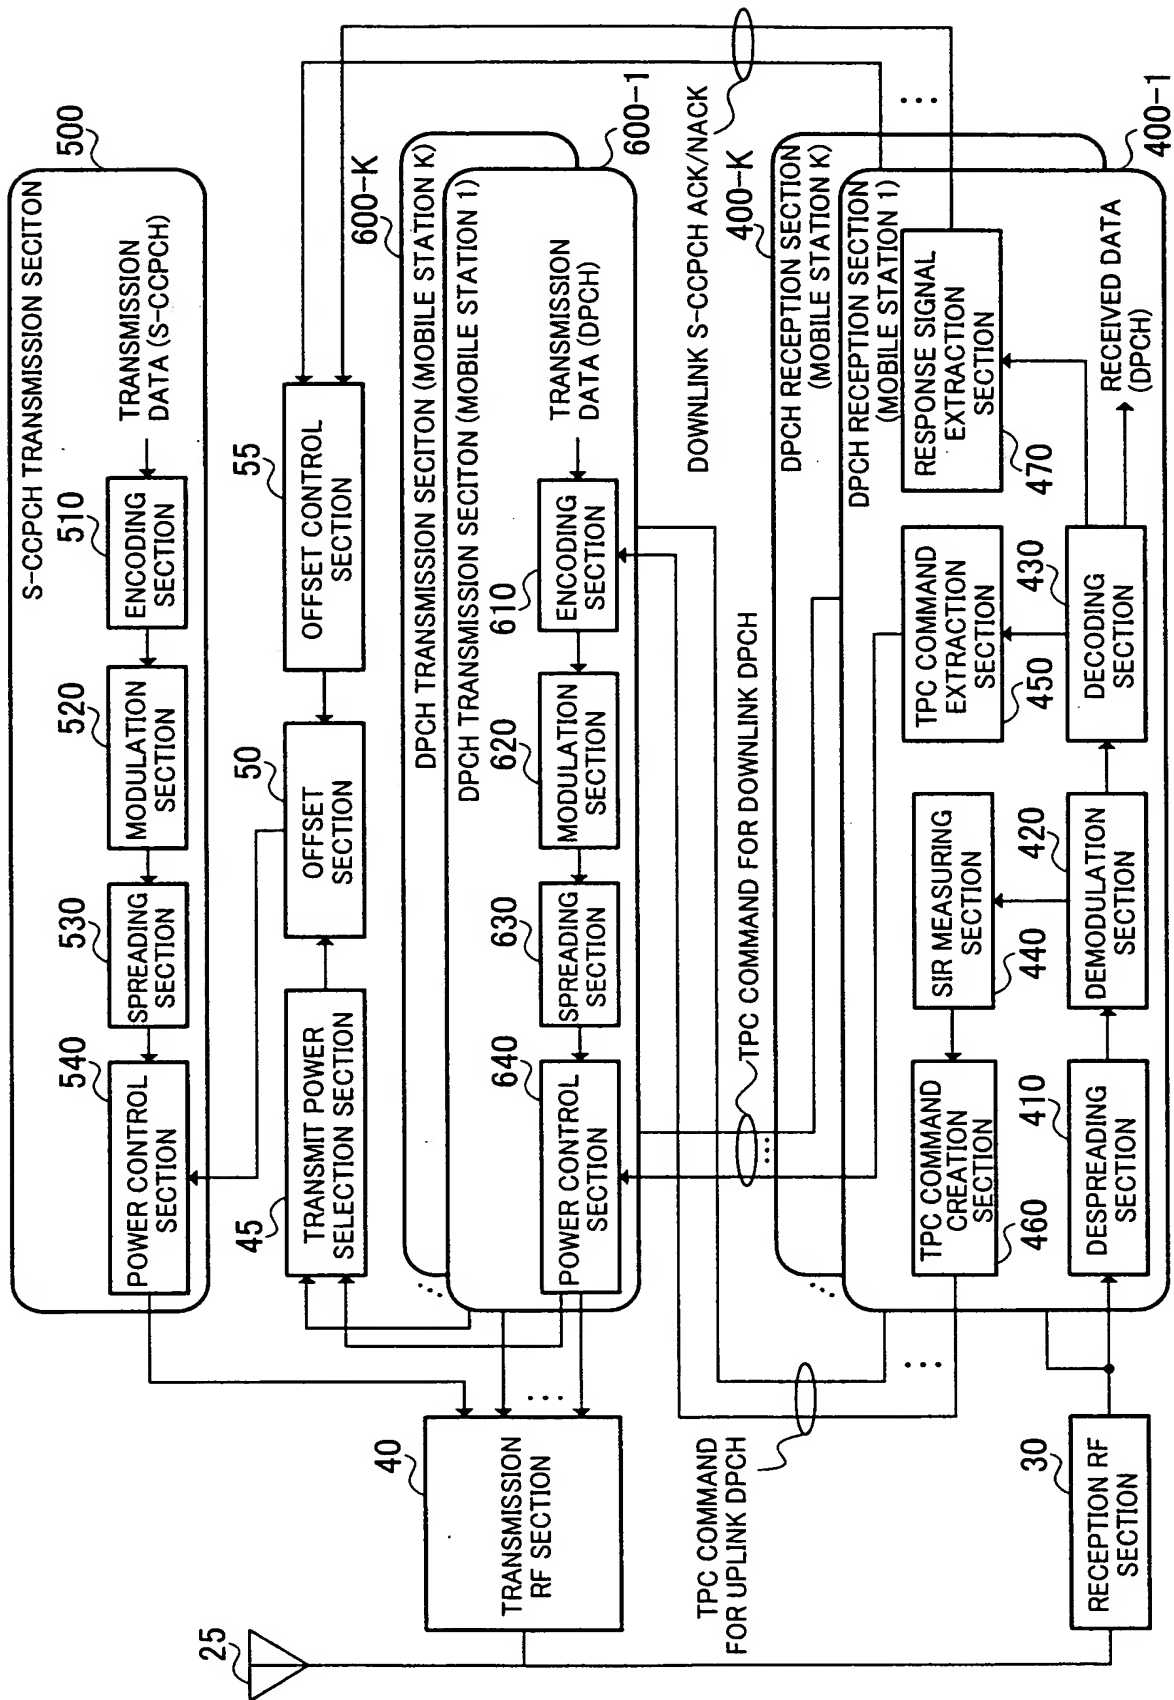 500
S-CCPCH TRANSMISSION SECITON
TRANSMISSION
DATA (S-CCPCH)
510
ENCODING
SECTION
520
MODULATION
SECTION
530
SPREADING
SECTION
540
POWER CONTROL
SECTION
55
OFFSET CONTROL
SECTION
50
OFFSET
SECTION
45
TRANSMIT POWER
SELECTION SECTION
600-K
DPCH TRANSMISSION SECITON (MOBILE STATION K)
600-1
DPCH TRANSMISSION SECITON (MOBILE STATION 1)
TRANSMISSION
DATA (DPCH)
610
ENCODING
SECTION
620
MODULATION
SECTION
630
SPREADING
SECTION
640
POWER CONTROL
SECTION
40
TRANSMISSION
RF SECTION
25
DOWNLINK S-CCPCH ACK/NACK
TPC COMMAND FOR DOWNLINK DPCH
TPC COMMAND
FOR UPLINK DPCH
400-K
DPCH RECEPTION SECTION
(MOBILE STATION K)
400-1
DPCH RECEPTION SECTION
(MOBILE STATION 1)
RESPONSE SIGNAL
EXTRACTION
SECTION
470
TPC COMMAND
EXTRACTION
SECTION
450
SIR MEASURING
SECTION
440
TPC COMMAND
CREATION
SECTION
460
RECEIVED DATA
(DPCH)
430
DECODING
SECTION
420
DEMODULATION
SECTION
410
DESPREADING
SECTION
30
RECEPTION RF
SECTION